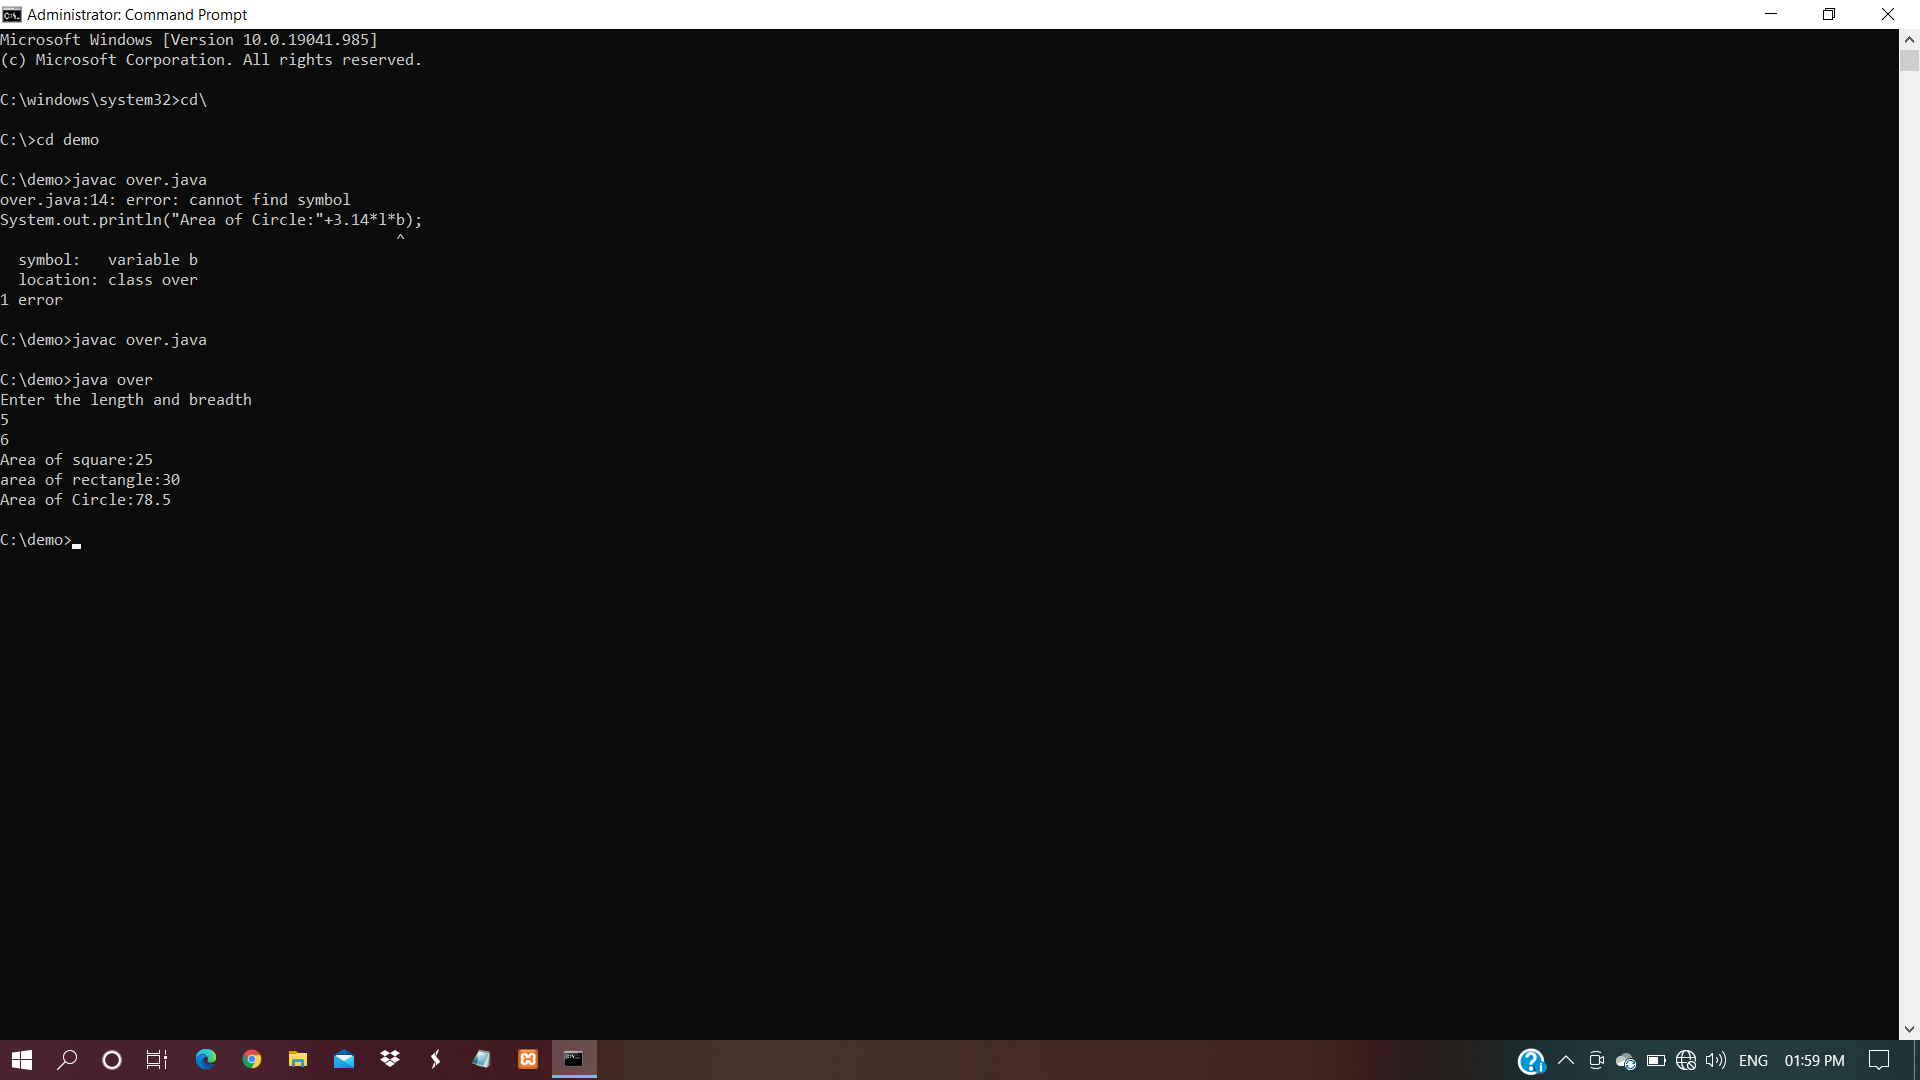 Administrator: Command Prompt
Microsoft Windows [Version 10.0.19041.985]
(c) Microsoft Corporation. All rights reserved.
C:\windows\system32>cd\
C:\>cd demo
C:\demo>javac over.java
over.java:14: error: cannot find symbol
System.out.println("Area of Circle:"+3.14*l*b);
^
symbol:   variable b
location: class over
1 error
C:\demo>javac over.java
C:\demo>java over
Enter the length and breadth
5
6
Area of square:25
area of rectangle:30
Area of Circle:78.5
C:\demo>
ENG 01:59 PM